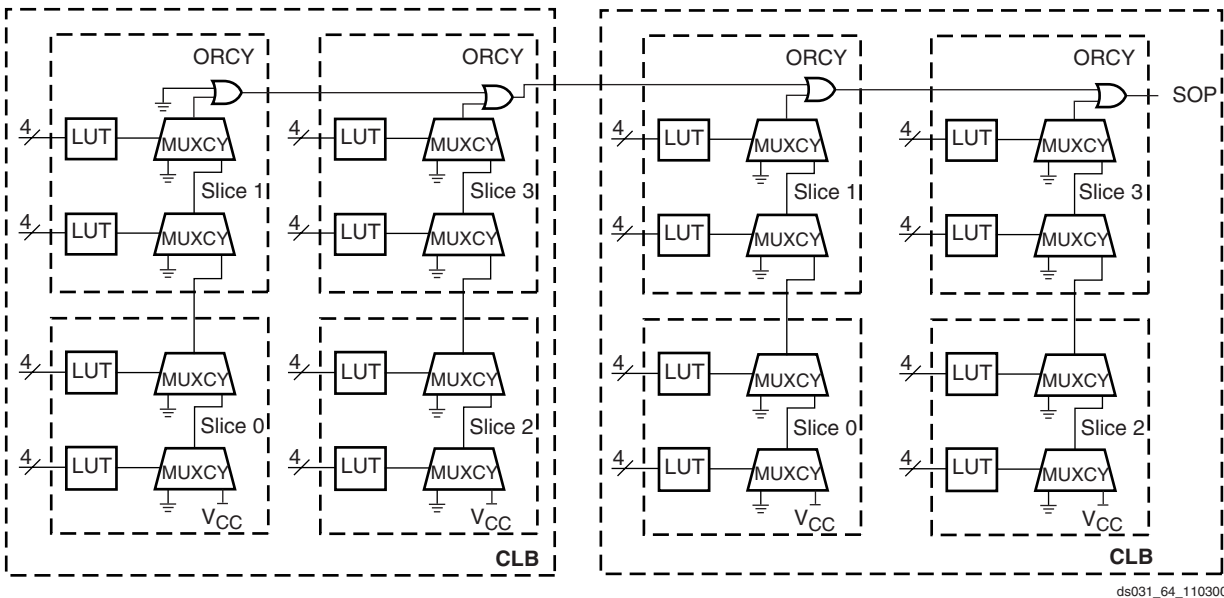 ORCY ORCY ORCY ORCY
SOP
4 LUT MUXCY 4 LUT MUXCY 4 LUT MUXCY 4 LUT MUXCY
Slice 1 Slice 3 Slice 1 Slice 3
4 LUT MUXCY 4 LUT MUXCY 4 LUT MUXCY 4 LUT MUXCY
4 LUT MUXCY 4 LUT MUXCY 4 LUT MUXCY 4 LUT MUXCY
Slice 0 Slice 2 Slice 0 Slice 2
4 LUT MUXCY 4 LUT MUXCY 4 LUT MUXCY 4 LUT MUXCY
VCC VCC VCC VCC
CLB CLB
ds031_64_110300